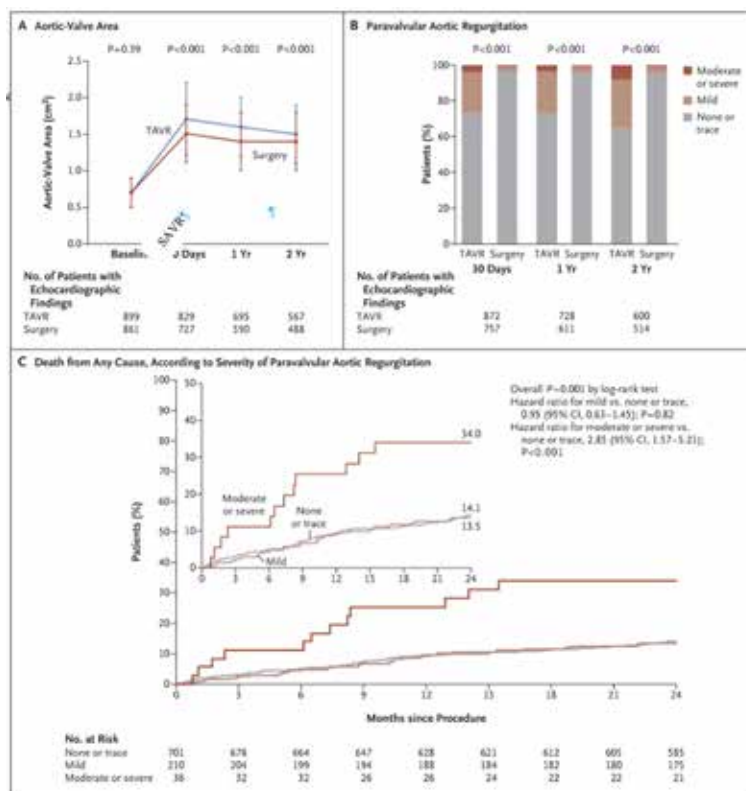 A Aortic-Valve Area
P=0.39 P<0.001 P<0.001 P<0.001
Aortic-Valve Area (cm²)
2.5
2.0
1.5
1.0
0.5
0.0
TAVR
Surgery
SAVR
Baselin 0 Days 1 Yr 2 Yr
No. of Patients with
Echocardiographic
Findings
TAVR 899 829 695 567
Surgery 861 727 590 488
B Paravalvular Aortic Regurgitation
P<0.001 P<0.001 P<0.001
Patients (%)
100
80
60
40
20
0
Moderate
or severe
Mild
None or
trace
TAVR Surgery TAVR Surgery TAVR Surgery
30 Days 1 Yr 2 Yr
No. of Patients with
Echocardiographic
Findings
TAVR 872 728 600
Surgery 757 611 514
C Death from Any Cause, According to Severity of Paravalvular Aortic Regurgitation
Patients (%)
100
90
80
70
60
50
40
30
20
10
0
50
40
30
20
10
0
Moderate
or severe
None
or trace
Mild
34.0
14.1
13.5
0 3 6 9 12 15 18 21 24
Overall P=0.001 by log-rank test
Hazard ratio for mild vs. none or trace,
0.95 (95% CI, 0.63–1.45); P=0.82
Hazard ratio for moderate or severe vs.
none or trace, 2.85 (95% CI, 1.57–5.21);
P<0.001
0 3 6 9 12 15 18 21 24
Months since Procedure
No. at Risk
None or trace 701 676 664 647 628 621 612 605 585
Mild 210 204 199 194 188 184 182 180 175
Moderate or severe 36 32 32 26 26 24 22 22 21